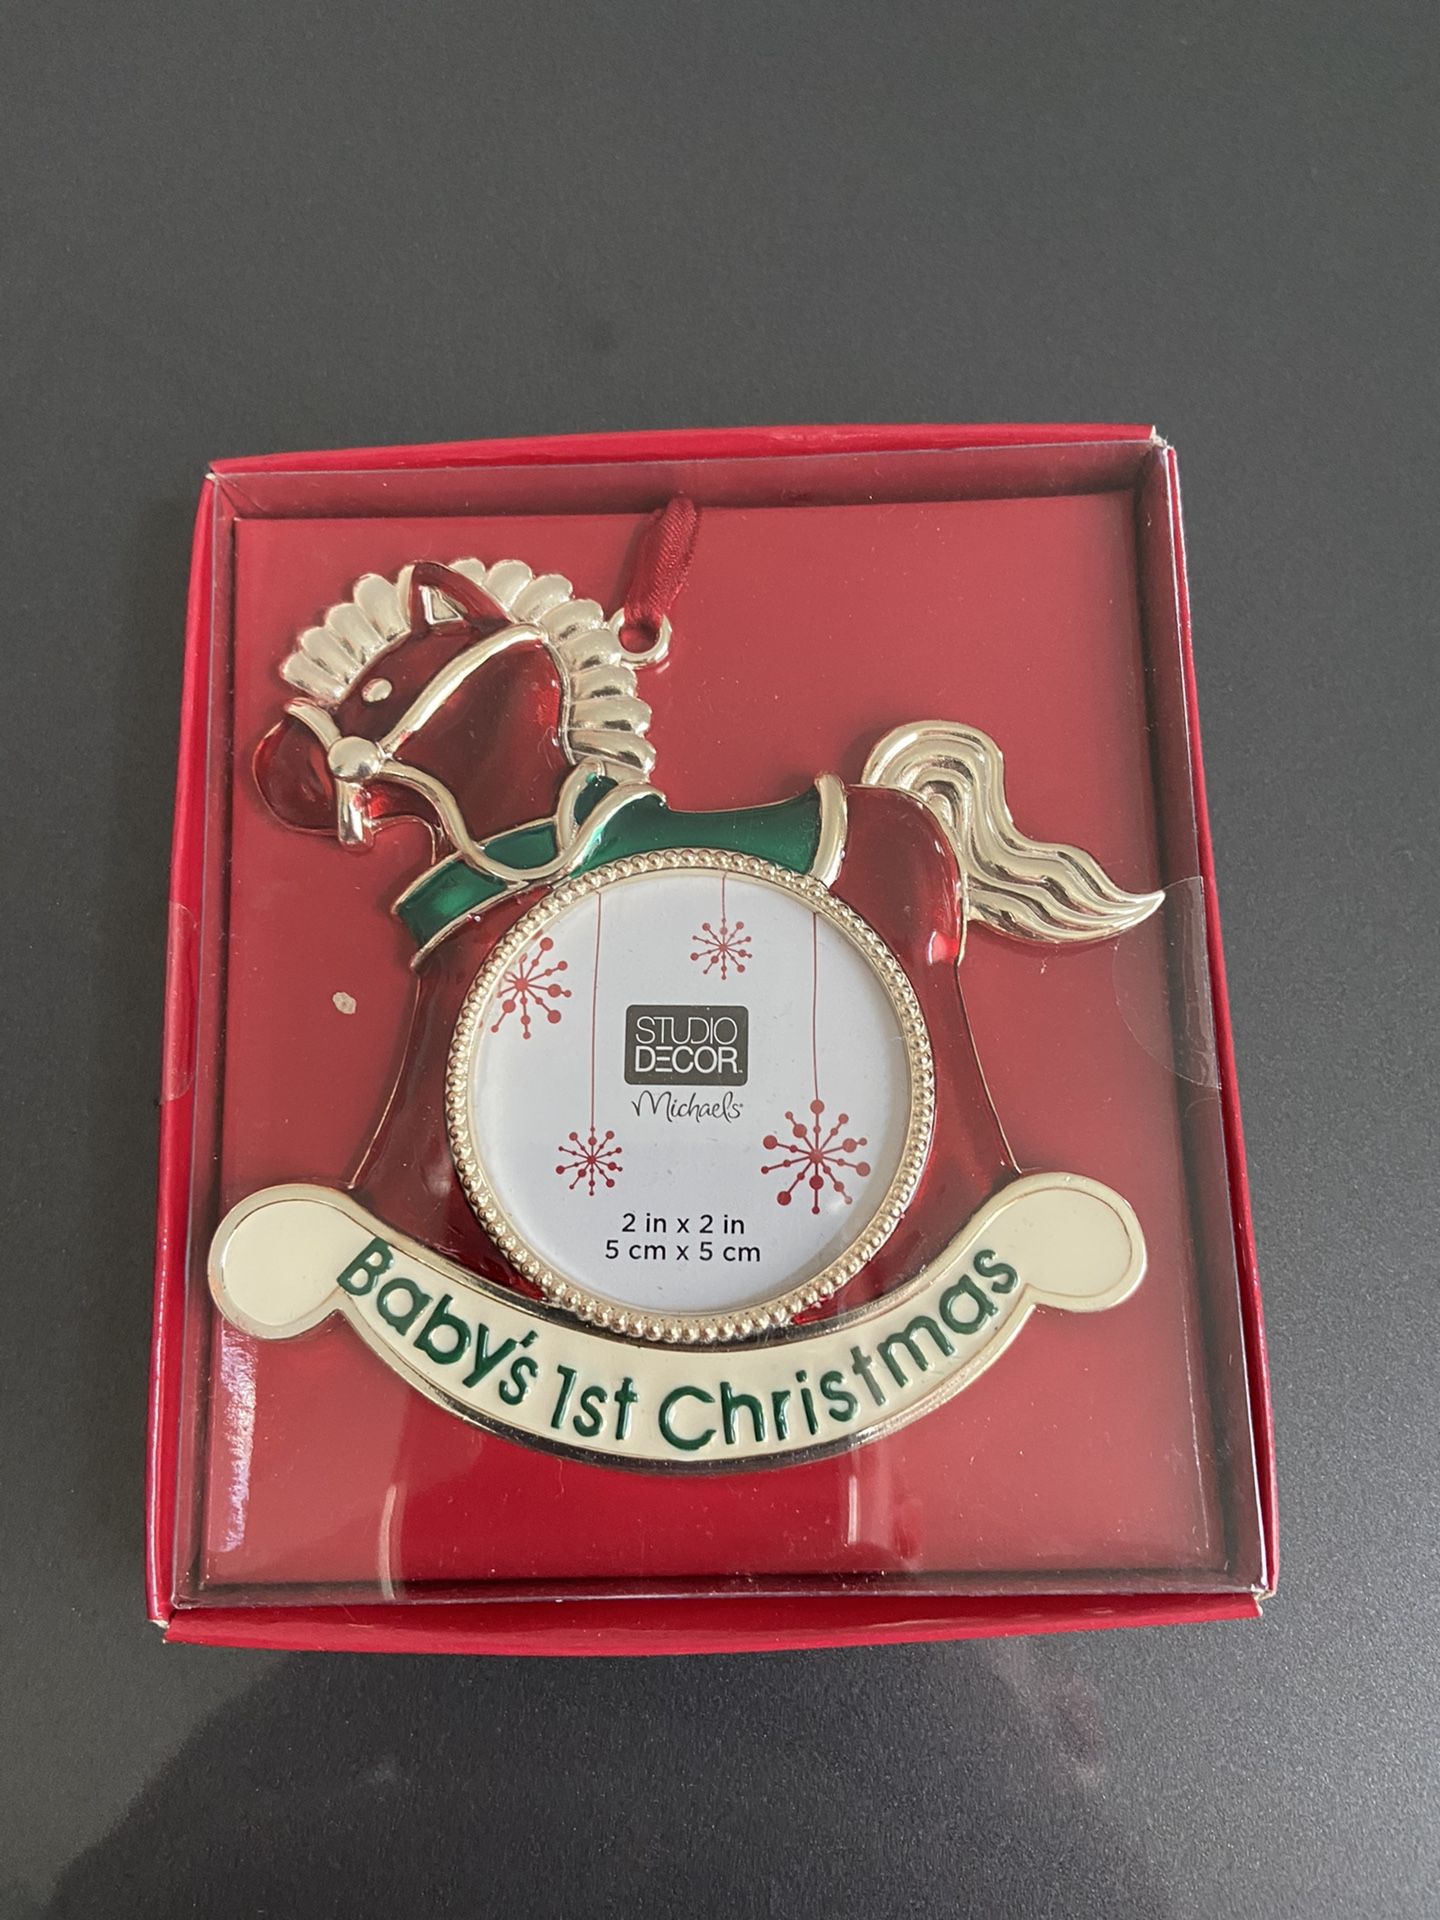 STUDIO
DECOR
Michaels
2 in x 2 in
5 cm x 5 cm
Baby's 1st Christmas